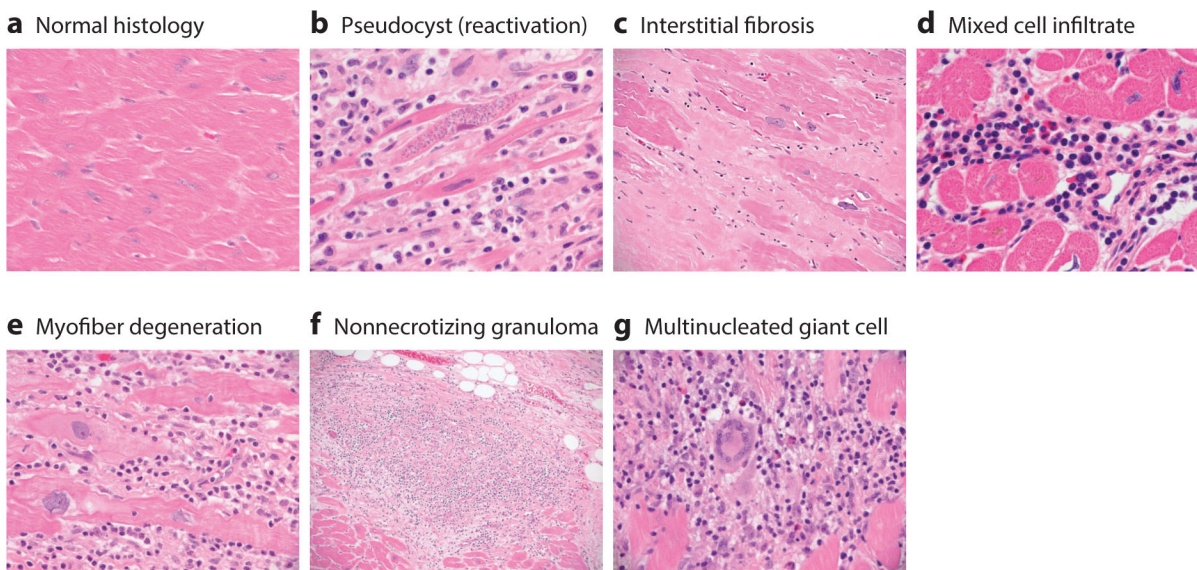 a Normal histology
b Pseudocyst (reactivation)
c Interstitial fibrosis
d Mixed cell infiltrate
e Myofiber degeneration
f Nonnecrotizing granuloma
g Multinucleated giant cell